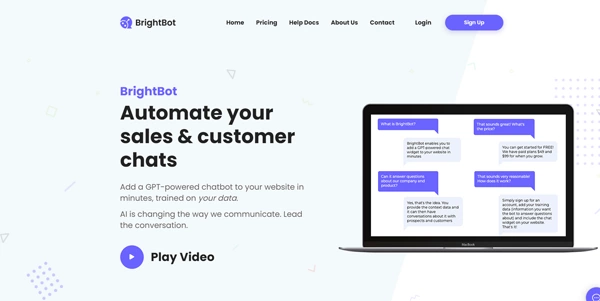 BrightBot
Home
Pricing
Help Docs
About Us
Contact
Login
Sign Up
BrightBot
Automate your
sales & customer
chats
Add a GPT-powered chatbot to your website in
minutes, trained on your data.
AI is changing the way we communicate. Lead
the conversation.
Play Video
What is BrightBot?
BrightBot enables you to
add a GPT-powered chat
widget to your website in
minutes
Can it answer questions
about our company and
product?
Yes, that's the idea. You
provide the context data and
it can then have
conversations about it with
prospects and customers
That sounds great! What's
the price?
You can get started for FREE!
We have paid plans $49 and
$99 for when you grow.
That sounds very reasonable!
How does it work?
Simply sign up for an
account, add your training
data (information you want
the bot to answer questions
about) and include the chat
widget on your website.
That's it!
MacBook